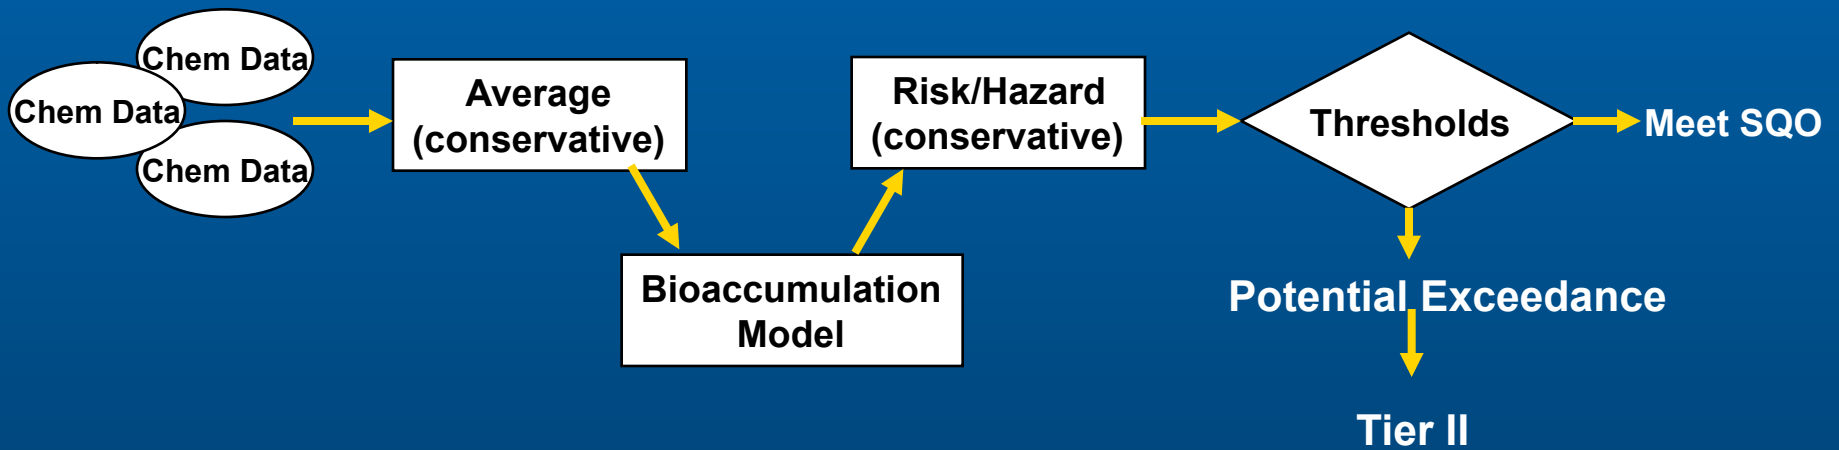 Chem Data
Chem Data
Chem Data
Average
(conservative)
Bioaccumulation
Model
Risk/Hazard
(conservative)
Thresholds
Meet SQO
Potential Exceedance
Tier II